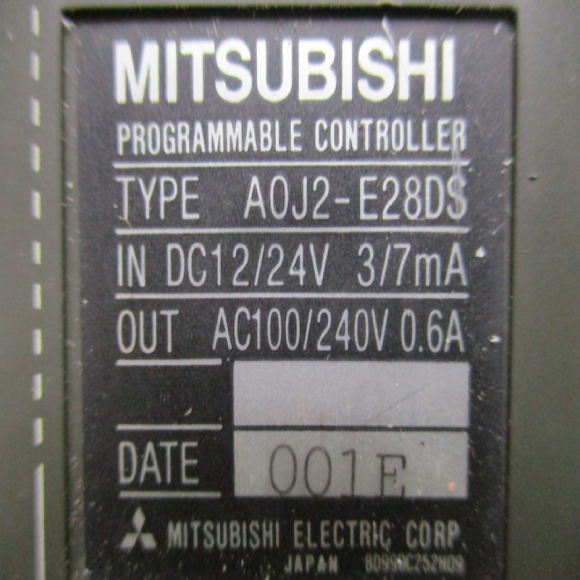 MITSUBISHI
PROGRAMMABLE CONTROLLER
TYPE A0J2-E28DS
IN DC12/24V 3/7mA
OUT AC100/240V 0.6A
DATE 001E
MITSUBISHI ELECTRIC CORP.
JAPAN